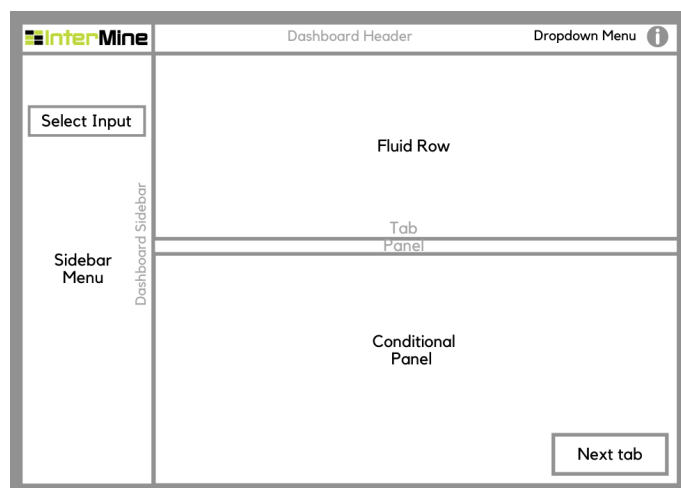 InterMine
Dashboard Header
Dropdown Menu
i
Select Input
Sidebar
Menu
Dashboard Sidebar
Fluid Row
Tab
Panel
Conditional
Panel
Next tab